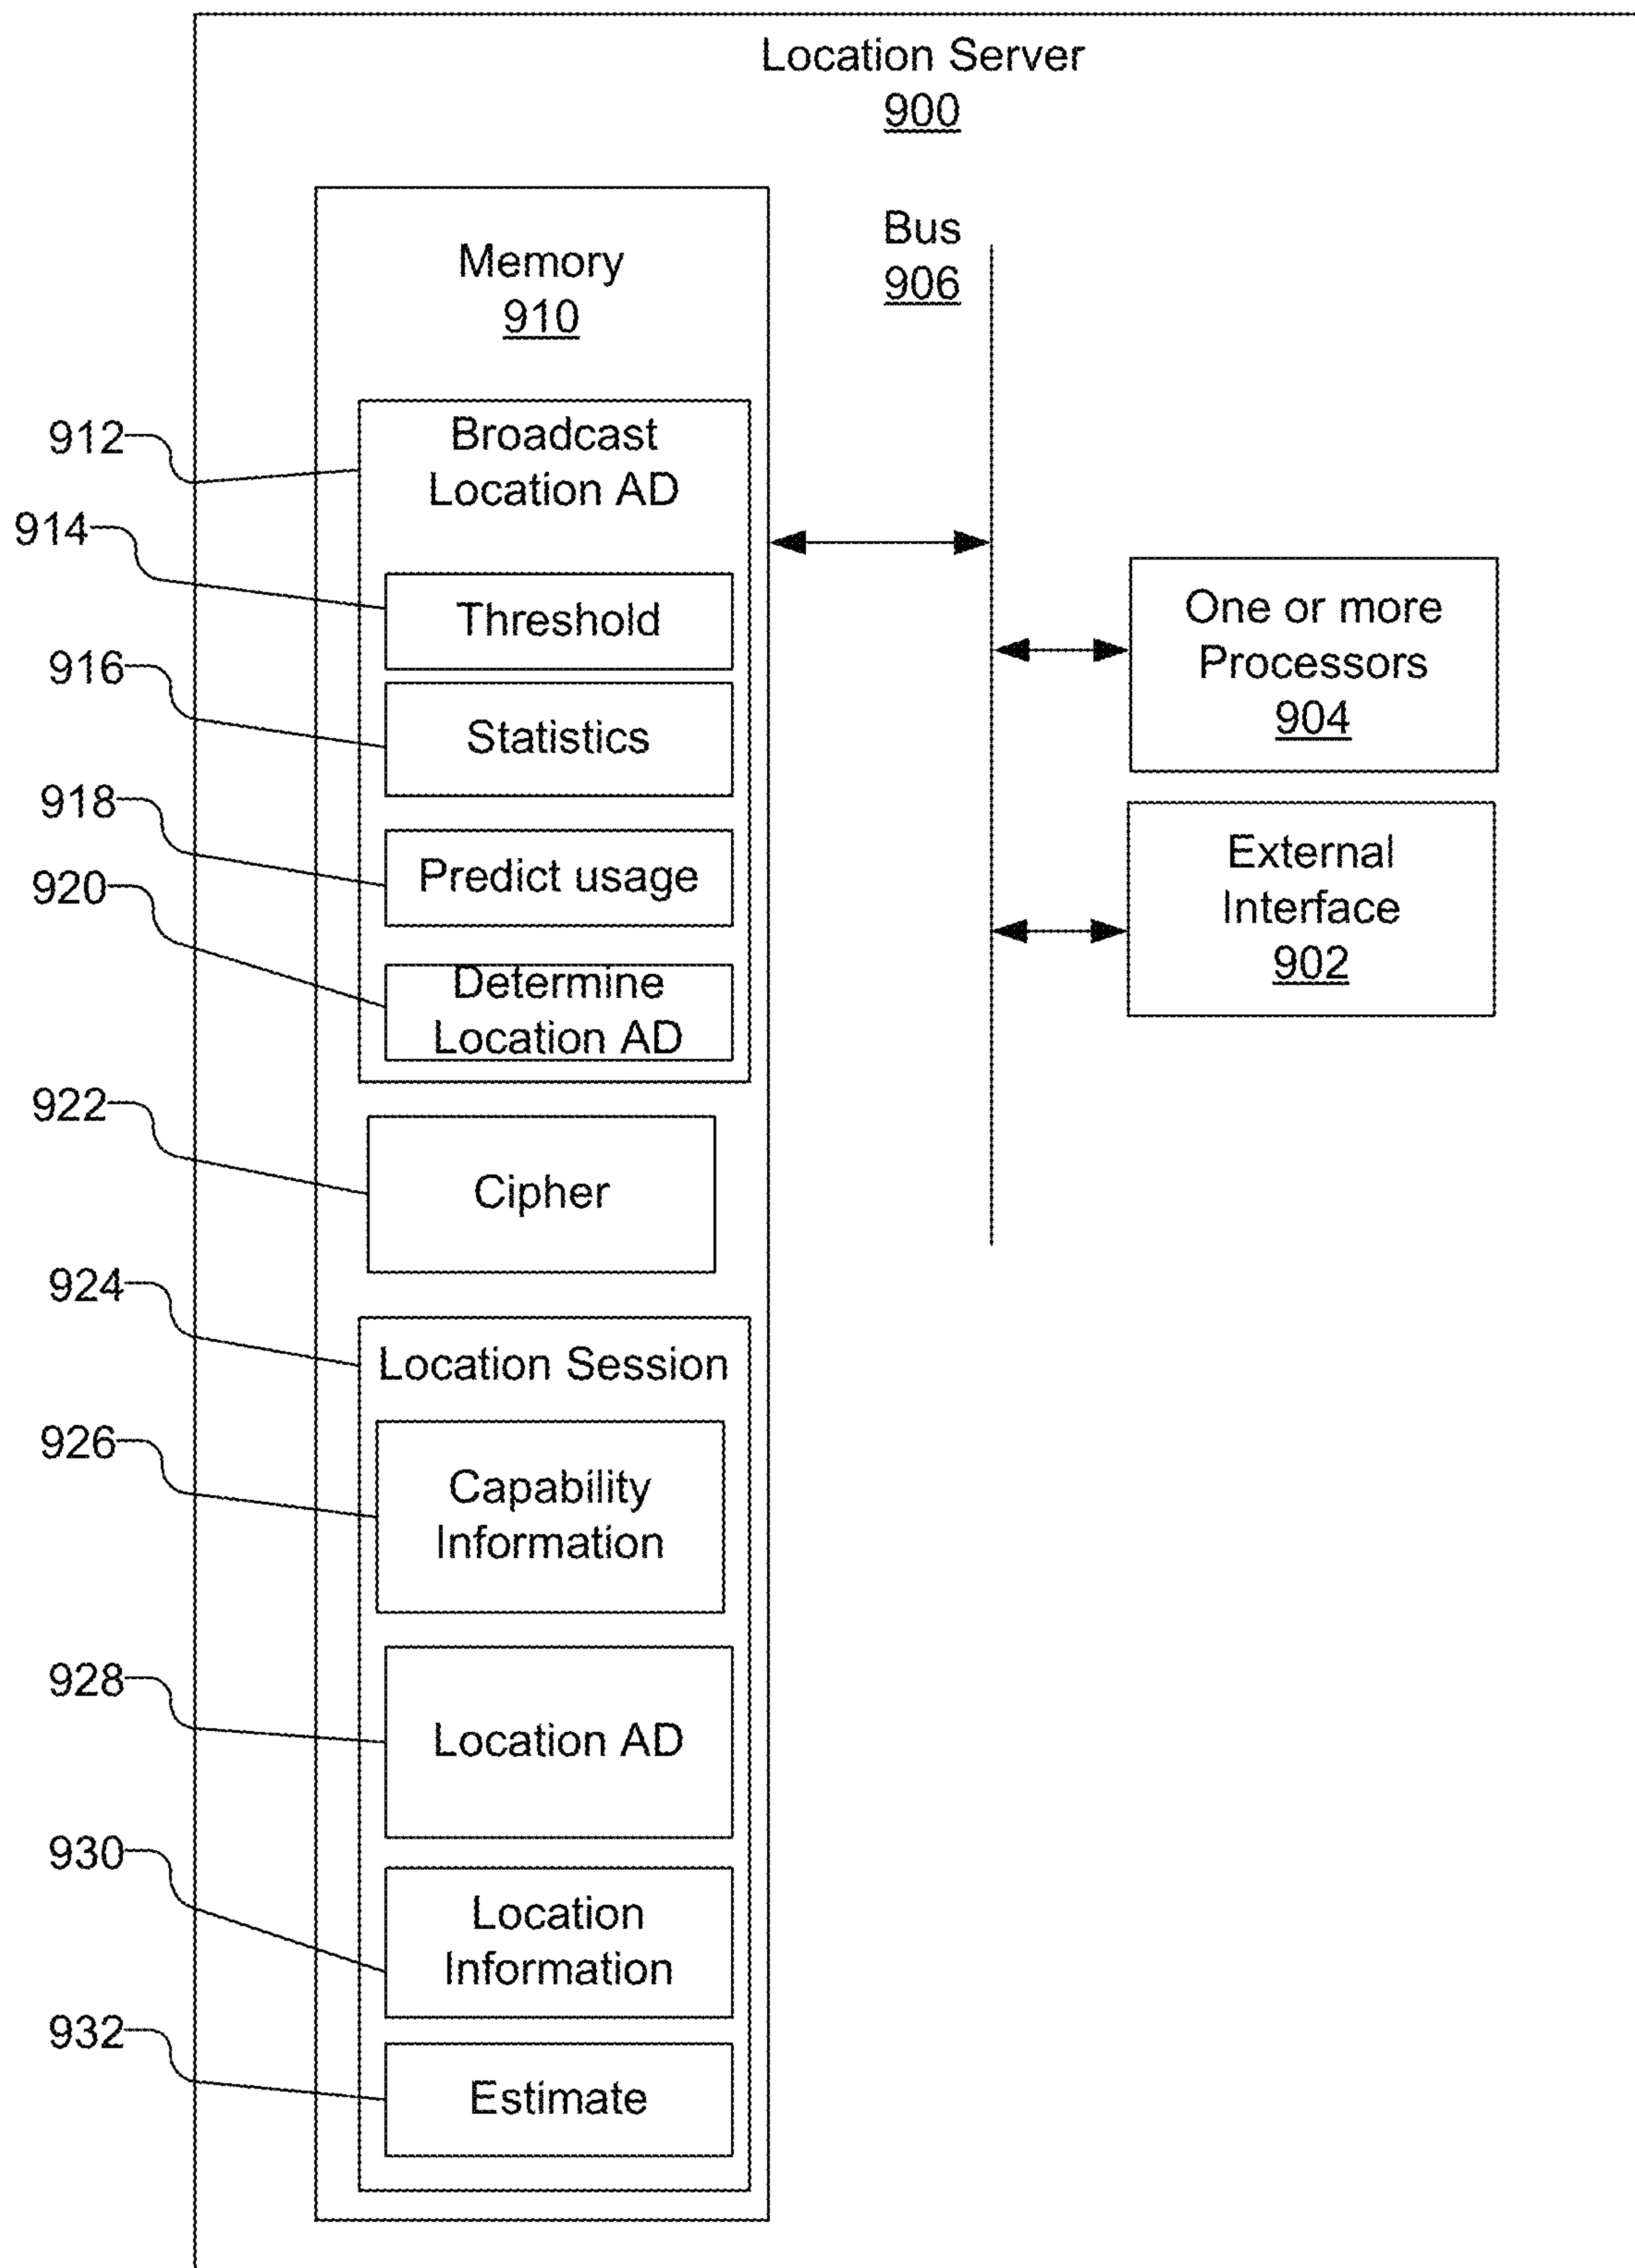 Location Server
900
Memory
910
Bus
906
912
Broadcast
Location AD
914
Threshold
916
Statistics
918
Predict usage
920
Determine
Location AD
One or more
Processors
904
External
Interface
902
922
Cipher
924
Location Session
926
Capability
Information
928
Location AD
930
Location
Information
932
Estimate